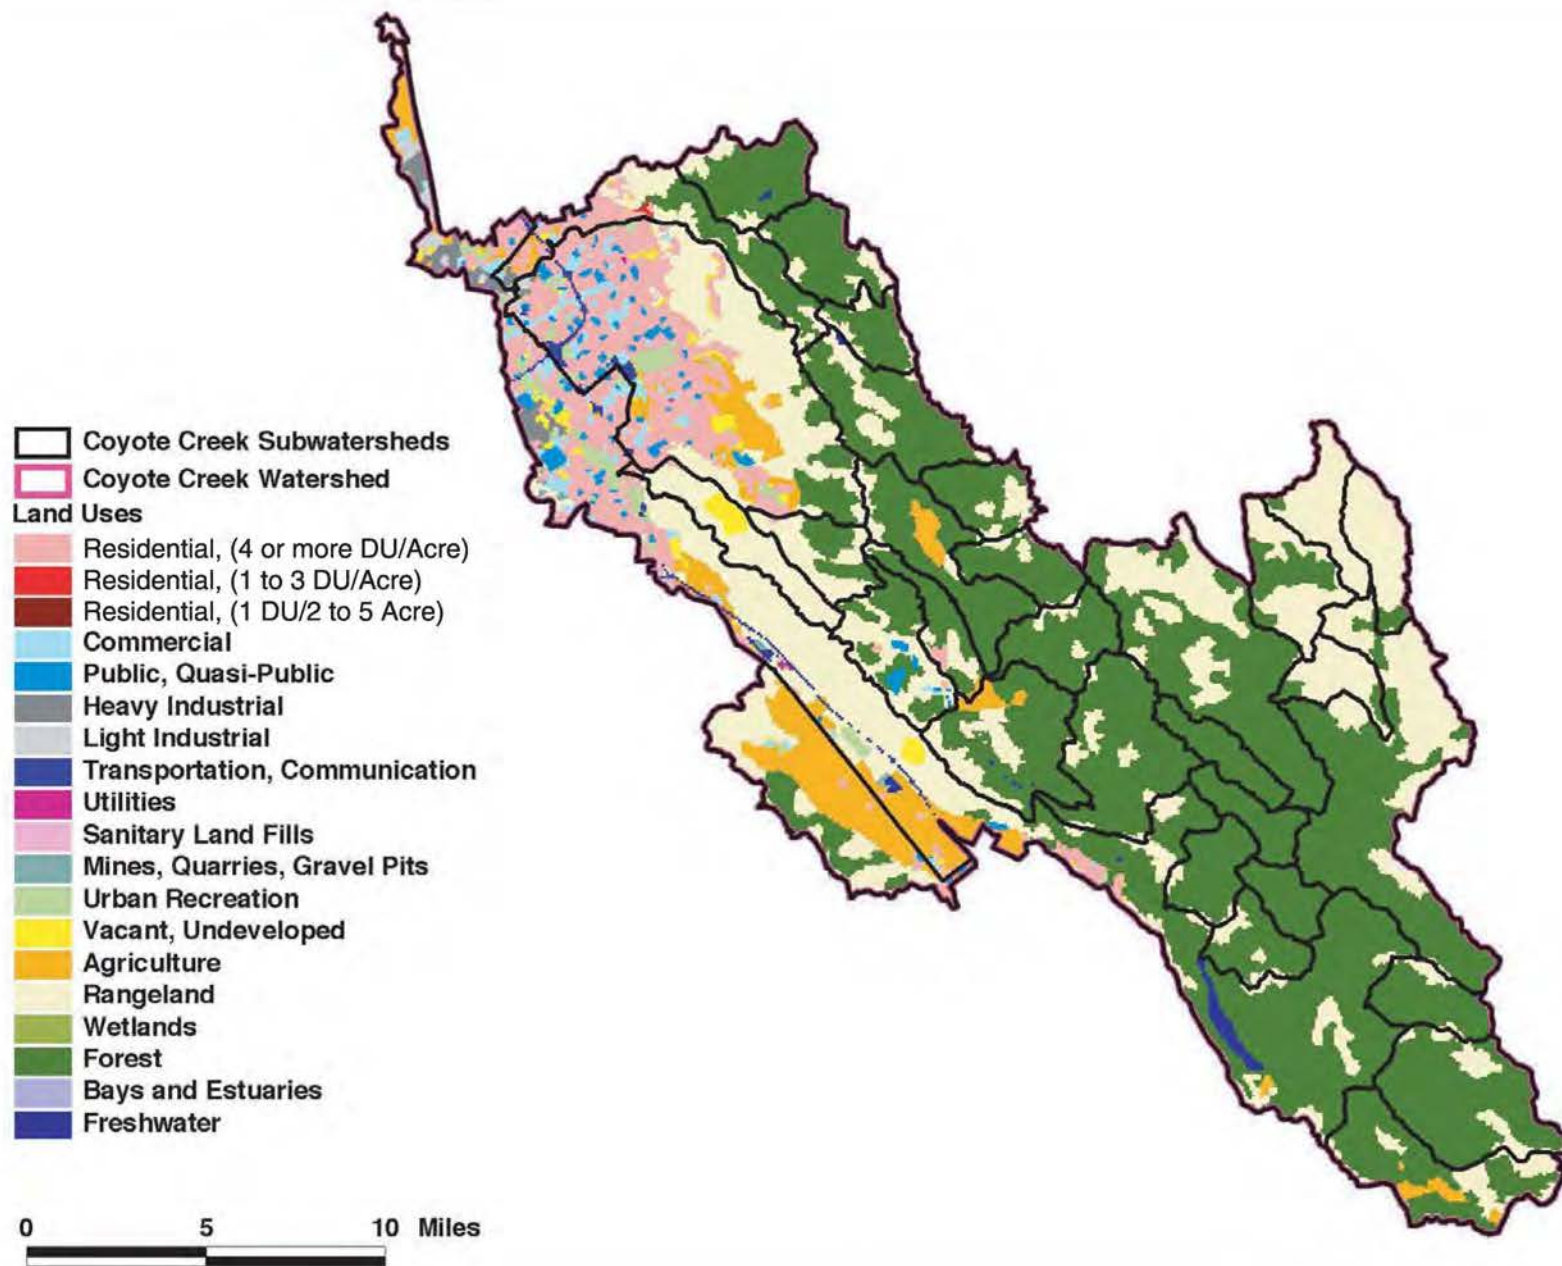 Coyote Creek Subwatersheds
Coyote Creek Watershed
Land Uses
Residential, (4 or more DU/Acre)
Residential, (1 to 3 DU/Acre)
Residential, (1 DU/2 to 5 Acre)
Commercial
Public, Quasi-Public
Heavy Industrial
Light Industrial
Transportation, Communication
Utilities
Sanitary Land Fills
Mines, Quarries, Gravel Pits
Urban Recreation
Vacant, Undeveloped
Agriculture
Rangeland
Wetlands
Forest
Bays and Estuaries
Freshwater
0 5 10 Miles